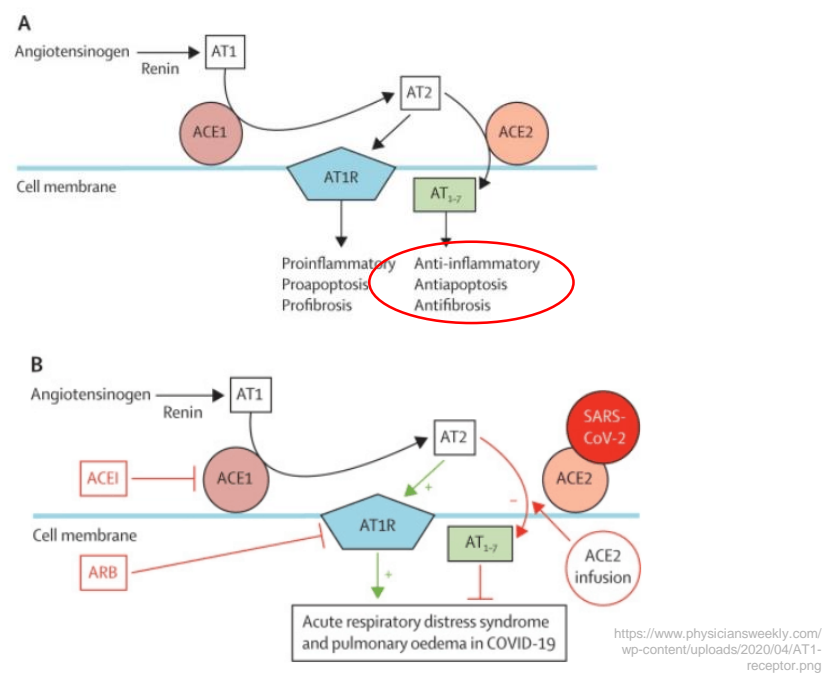 A
Angiotensinogen
Renin
AT1
AT2
ACE1
ACE2
Cell membrane
AT1R
AT1-7
Proinflammatory
Proapoptosis
Profibrosis
Anti-inflammatory
Antiapoptosis
Antifibrosis
B
Angiotensinogen
Renin
AT1
SARS-
CoV-2
AT2
ACEI
ACE1
ACE2
+
–
Cell membrane
AT1R
AT1-7
ARB
+
ACE2
infusion
Acute respiratory distress syndrome
and pulmonary oedema in COVID-19
https://www.physiciansweekly.com/
wp-content/uploads/2020/04/AT1-
receptor.png